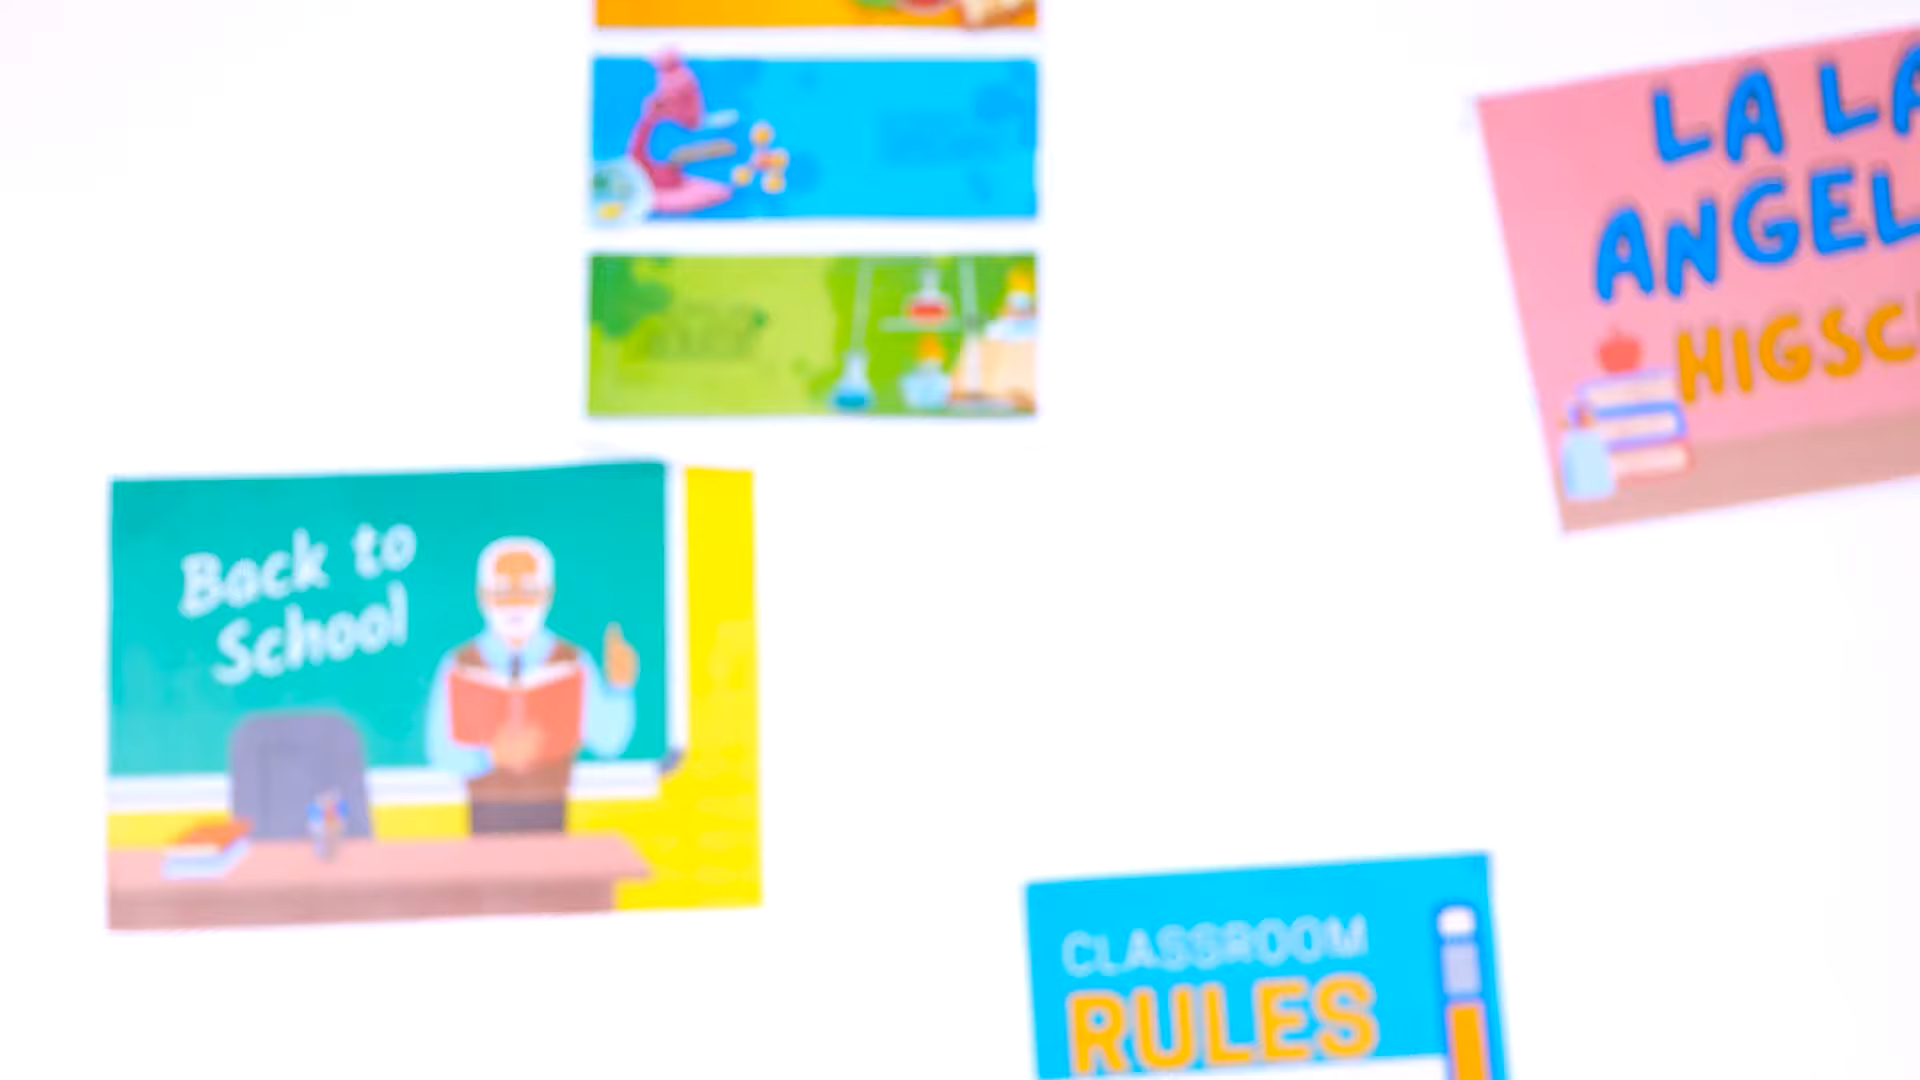 LA LA
ANGEL
HIGSC
Back to
School
CLASSROOM
RULES